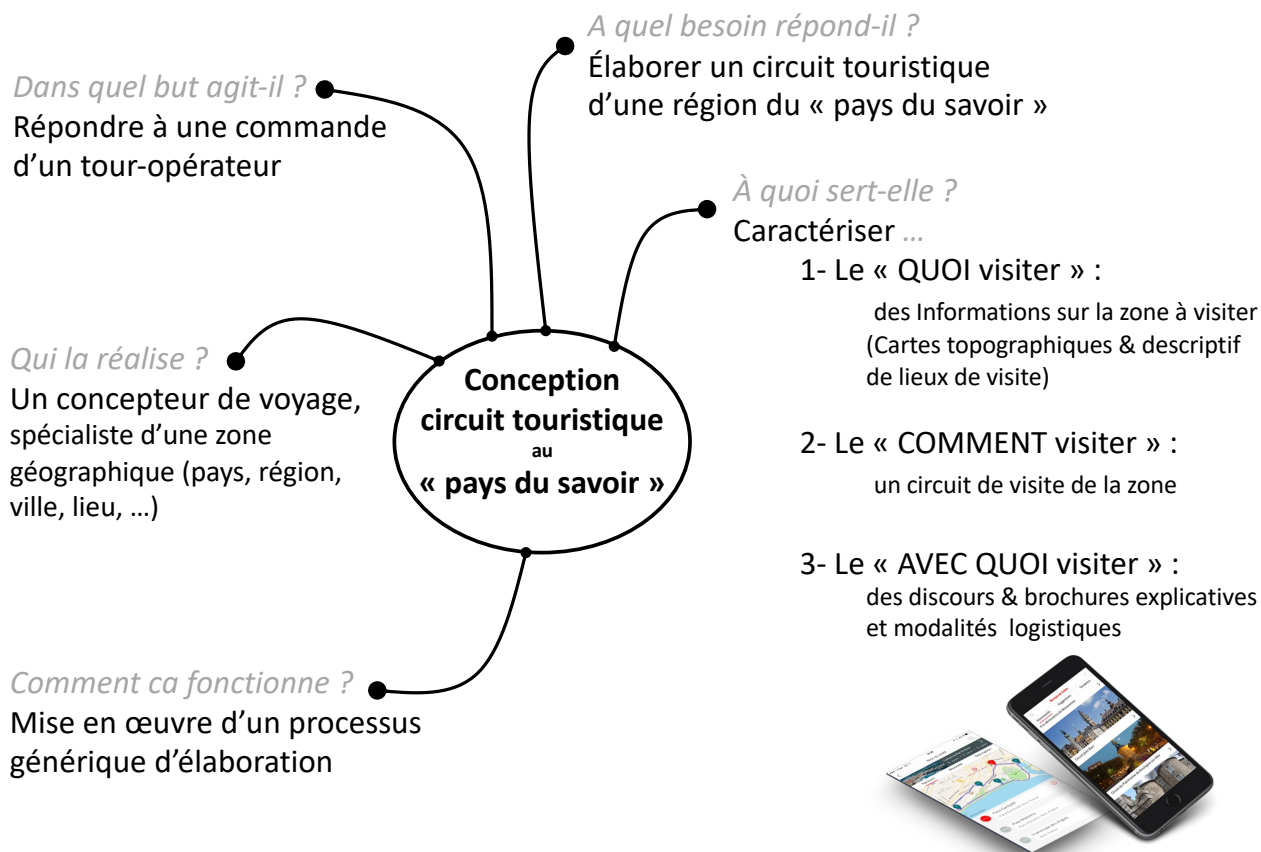 A quel besoin répond-il ?
Élaborer un circuit touristique
d’une région du « pays du savoir »
Dans quel but agit-il ?
Répondre à une commande
d’un tour-opérateur
À quoi sert-elle ?
Caractériser ...
1- Le « QUOI visiter » :
des Informations sur la zone à visiter
(Cartes topographiques & descriptif
de lieux de visite)
2- Le « COMMENT visiter » :
un circuit de visite de la zone
3- Le « AVEC QUOI visiter » :
des discours & brochures explicatives
et modalités logistiques
Qui la réalise ?
Un concepteur de voyage,
spécialiste d’une zone
géographique (pays, région,
ville, lieu, ...)
Conception
circuit touristique
au
« pays du savoir »
Comment ca fonctionne ?
Mise en œuvre d’un processus
générique d’élaboration